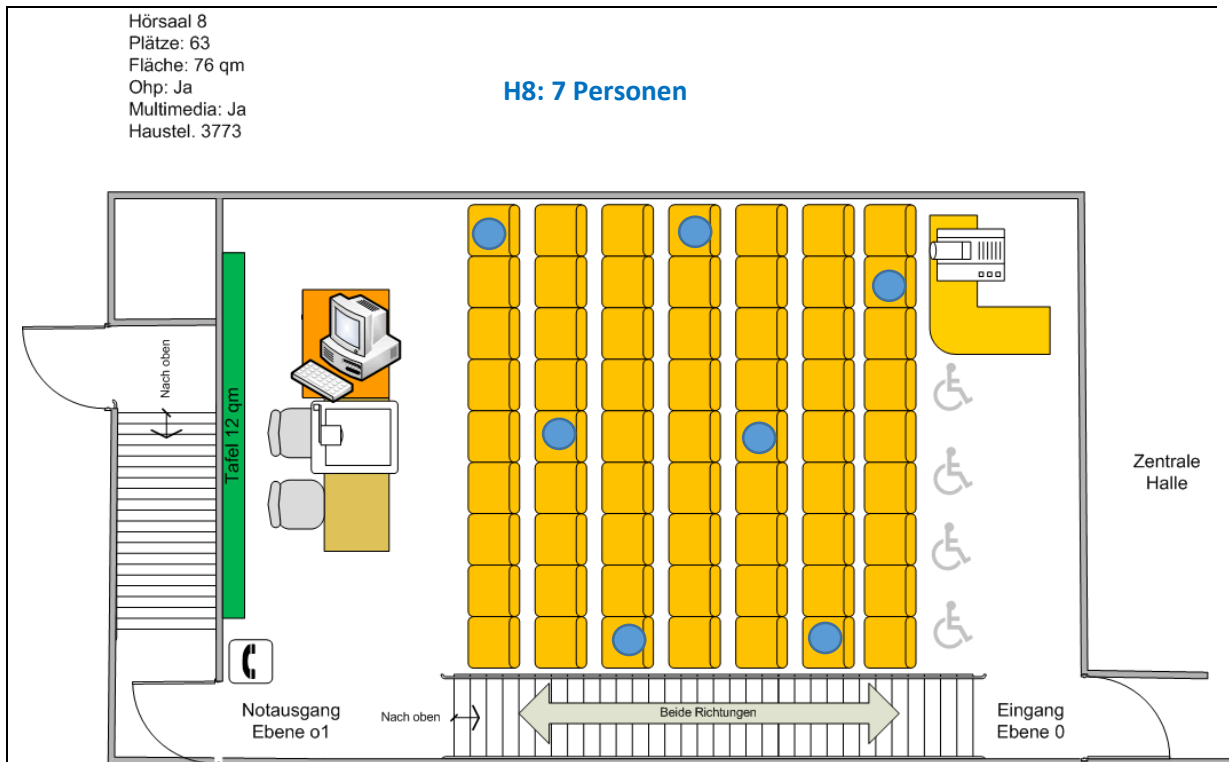 Hörsaal 8
Plätze: 63
Fläche: 76 qm
Ohp: Ja
Multimedia: Ja
Haustel. 3773
H8: 7 Personen
Nach oben
Tafel 12 qm
Zentrale
Halle
Notausgang
Ebene o1
Nach oben
Beide Richtungen
Eingang
Ebene 0